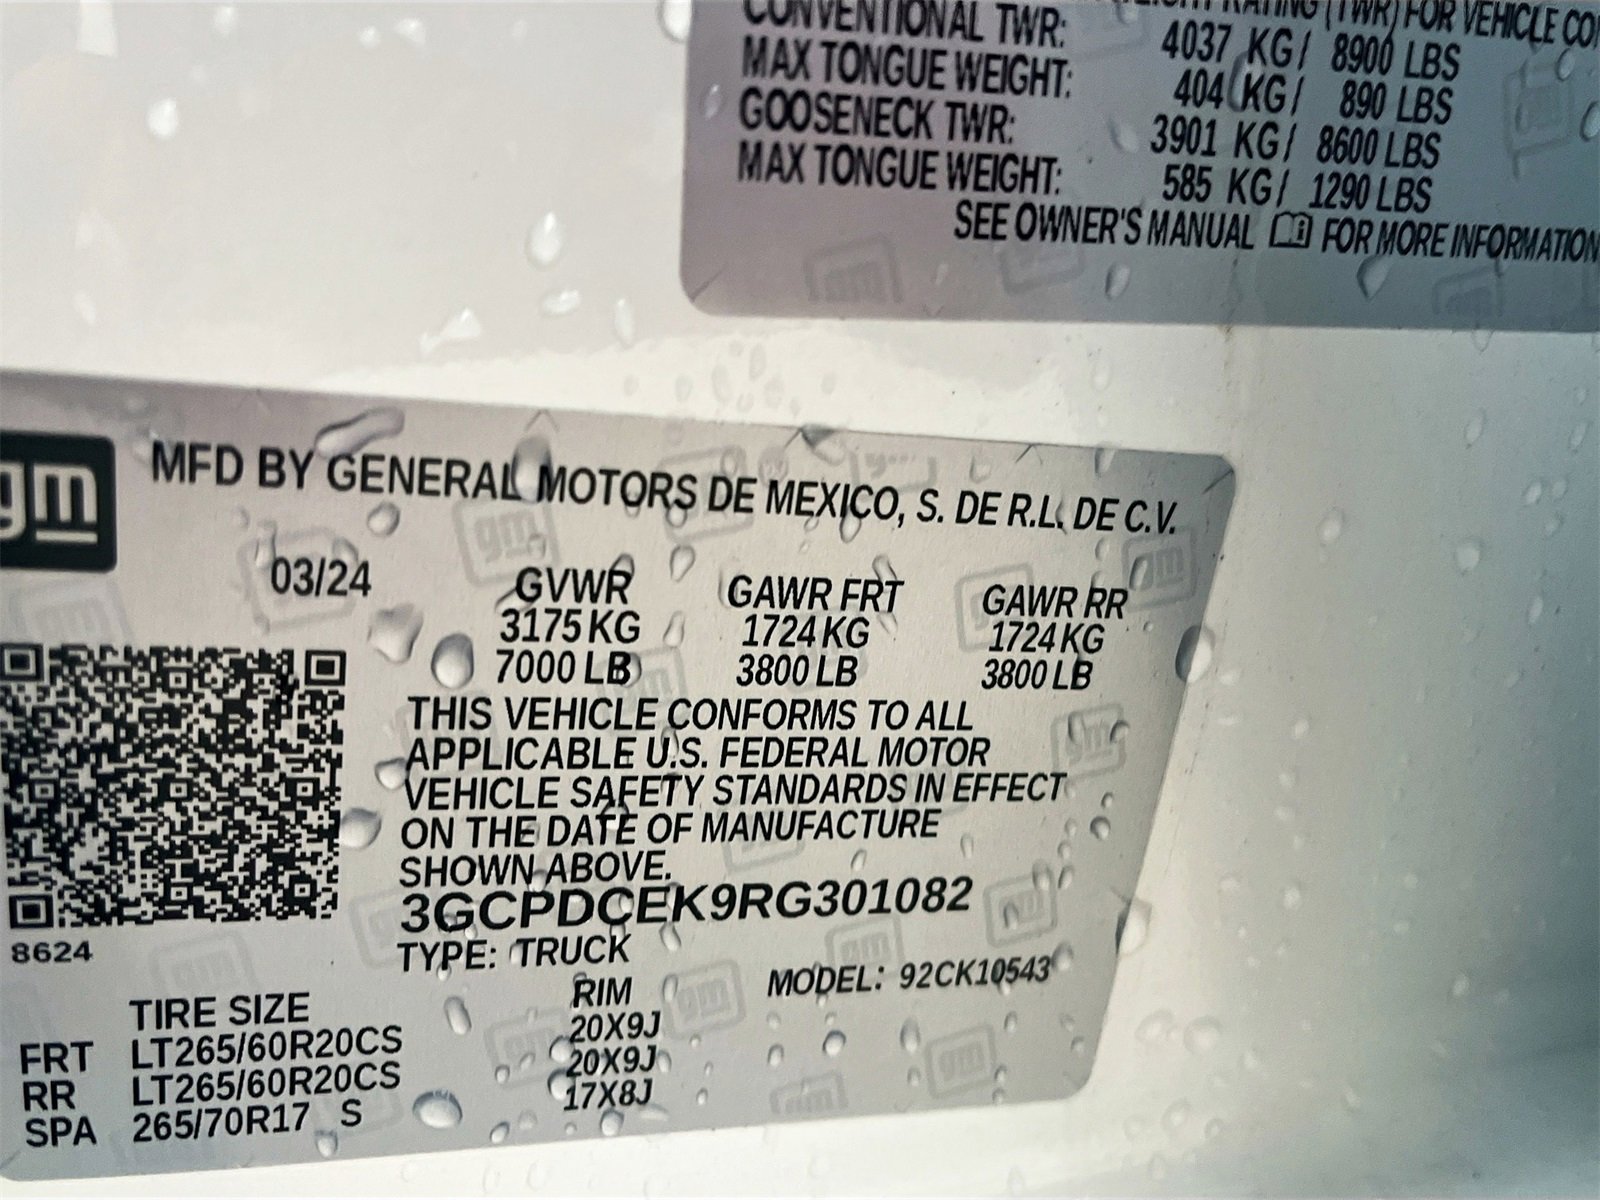 RATING (TWR) FOR VEHICLE
CONVENTIONAL TWR: 4037 KG/ 8900 LBS
MAX TONGUE WEIGHT: 404 KG/ 890 LBS
GOOSENECK TWR: 3901 KG/ 8600 LBS
MAX TONGUE WEIGHT: 585 KG/ 1290 LBS
SEE OWNER'S MANUAL FOR MORE INFORMATION
gm
MFD BY GENERAL MOTORS DE MEXICO, S. DE R.L. DE C.V.
03/24 GVWR GAWR FRT GAWR RR
3175 KG 1724 KG 1724 KG
7000 LB 3800 LB 3800 LB
THIS VEHICLE CONFORMS TO ALL
APPLICABLE U.S. FEDERAL MOTOR
VEHICLE SAFETY STANDARDS IN EFFECT
ON THE DATE OF MANUFACTURE
SHOWN ABOVE.
3GCPDCEK9RG301082
8624
TYPE: TRUCK MODEL: 92CK10543
TIRE SIZE RIM
FRT LT265/60R20CS 20X9J
RR LT265/60R20CS 20X9J
SPA 265/70R17 S 17X8J